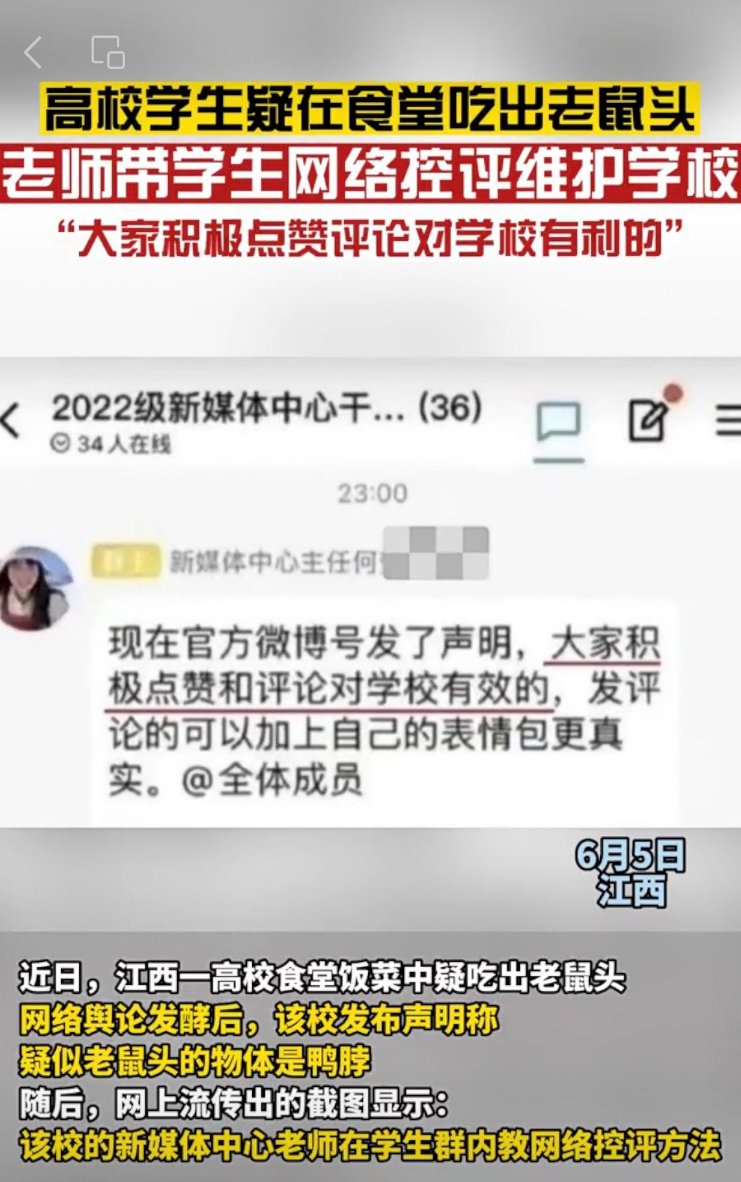 高校学生疑在食堂吃出老鼠头
老师带学生网络控评维护学校
“大家积极点赞评论对学校有利的”
2022级新媒体中心干... (36)
34人在线
23:00
新媒体中心主任何
现在官方微博号发了声明，大家积
极点赞和评论对学校有效的，发评
论的可以加上自己的表情包更真
实。@全体成员
6月5日
江西
近日，江西一高校食堂饭菜中疑吃出老鼠头
网络舆论发酵后，该校发布声明称
疑似老鼠头的物体是鸭脖
随后，网上流传出的截图显示：
该校的新媒体中心老师在学生群内教网络控评方法